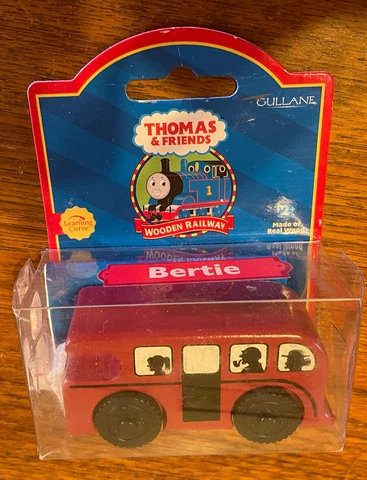 GULLANE
THOMAS
& FRIENDS
1
WOODEN RAILWAY
Learning
Curve
Made of
Real Wood
Bertie